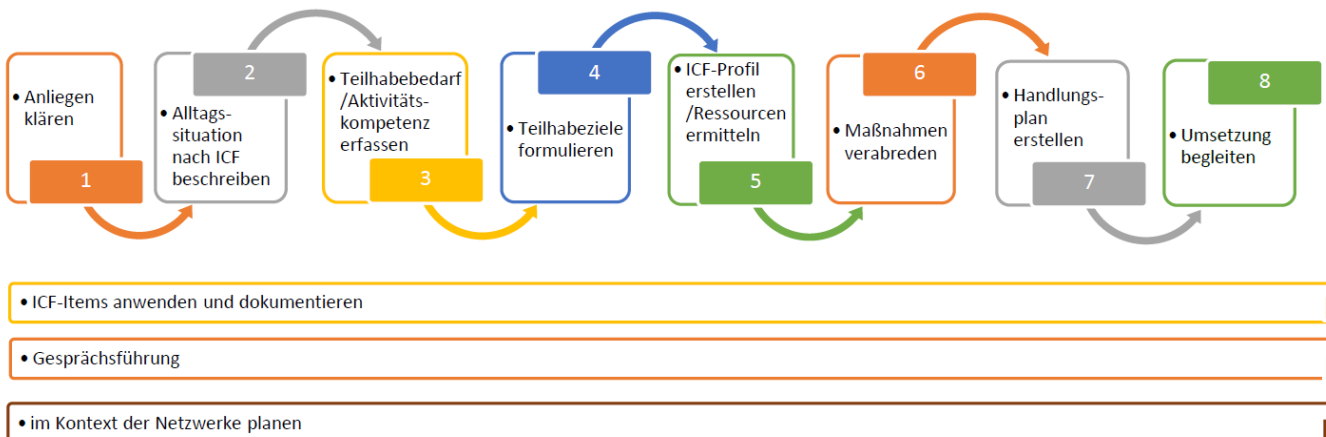 • Anliegen
klären
1
2
• Alltags-
situation
nach ICF
beschreiben
• Teilhabebedarf
/Aktivitäts-
kompetenz
erfassen
3
4
• Teilhabeziele
formulieren
• ICF-Profil
erstellen
/Ressourcen
ermitteln
5
6
• Maßnahmen
verabreden
• Handlungs-
plan
erstellen
7
8
• Umsetzung
begleiten
• ICF-Items anwenden und dokumentieren
• Gesprächsführung
• im Kontext der Netzwerke planen